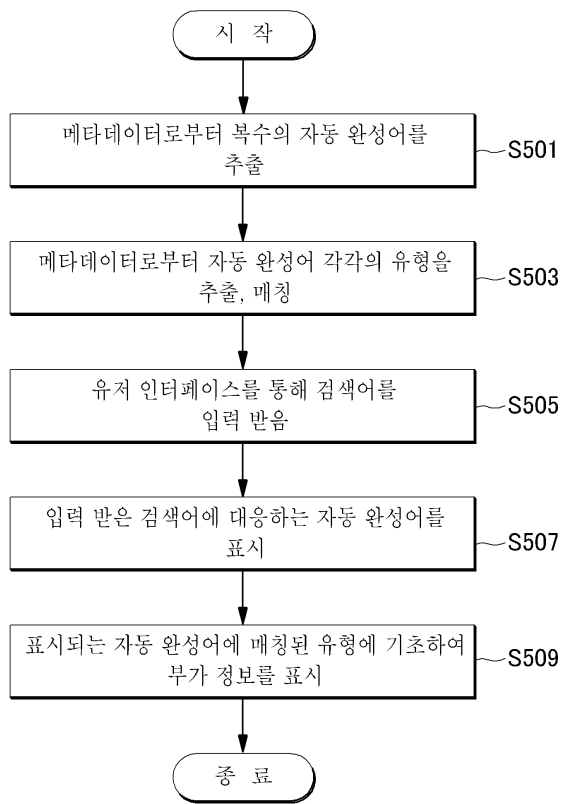 시 작
메타데이터로부터 복수의 자동 완성어를
추출
S501
메타데이터로부터 자동 완성어 각각의 유형을
추출, 매칭
S503
유저 인터페이스를 통해 검색어를
입력 받음
S505
입력 받은 검색어에 대응하는 자동 완성어를
표시
S507
표시되는 자동 완성어에 매칭된 유형에 기초하여
부가 정보를 표시
S509
종 료